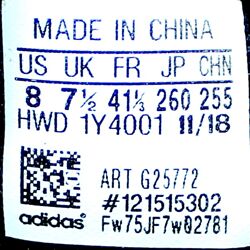 MADE IN CHINA
US UK FR JP CHN
8 7½ 41⅓ 260 255
HWD 1Y4001 11/18
ART G25772
#121515302
adidas® Fw75JF7w02781